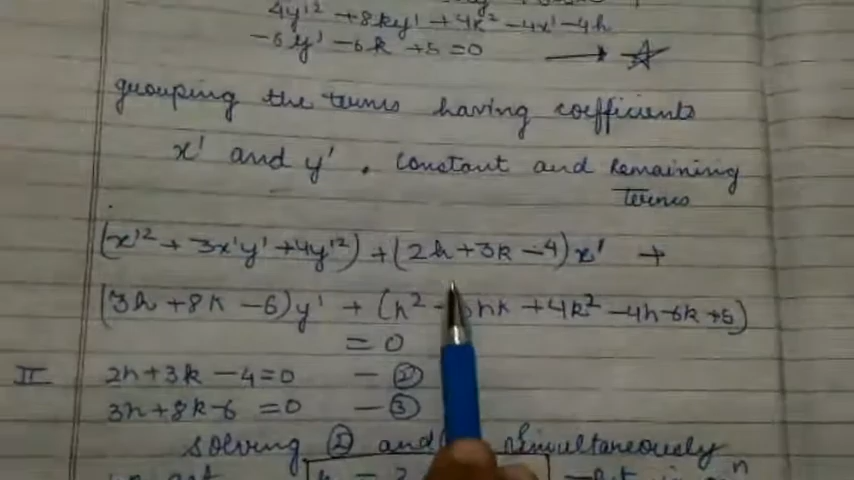 4y'² + 8ky' + 4k² - 4x' - 4h
-6y' - 6k + 5 = 0
grouping the terms having coefficients
x' and y' . constant and remaining
terms
(x'² + 3x'y' + 4y'²) + (2h + 3k - 4)x' +
(3h + 8k - 6)y' + (h² hk + 4k² - 4h - 6k + 5)
= 0
II 2h + 3k - 4 = 0 - ②
3h + 8k - 6 = 0 - ③
solving ② and simultaneously